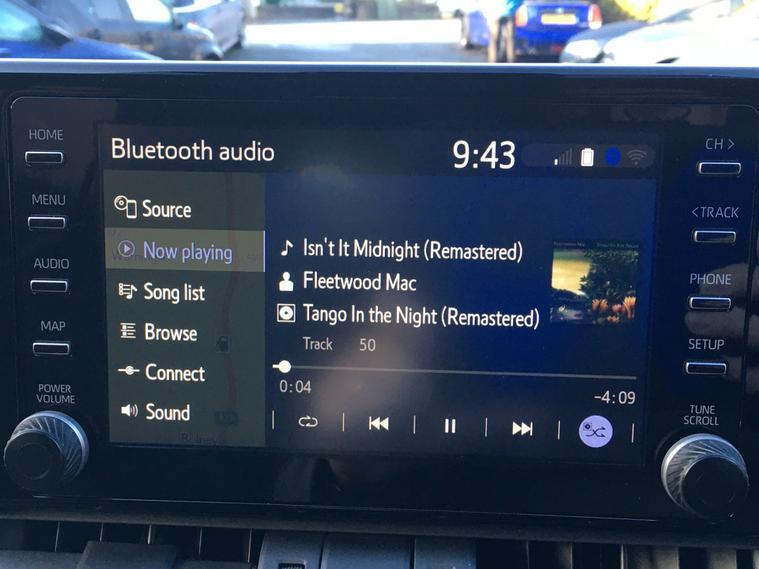 HOME
MENU
AUDIO
MAP
POWER
VOLUME
Bluetooth audio
9:43
Source
Now playing
Song list
Browse
Connect
Sound
Isn't It Midnight (Remastered)
Fleetwood Mac
Tango In the Night (Remastered)
Track 50
0:04
-4:09
CH >
<TRACK
PHONE
SETUP
TUNE
SCROLL